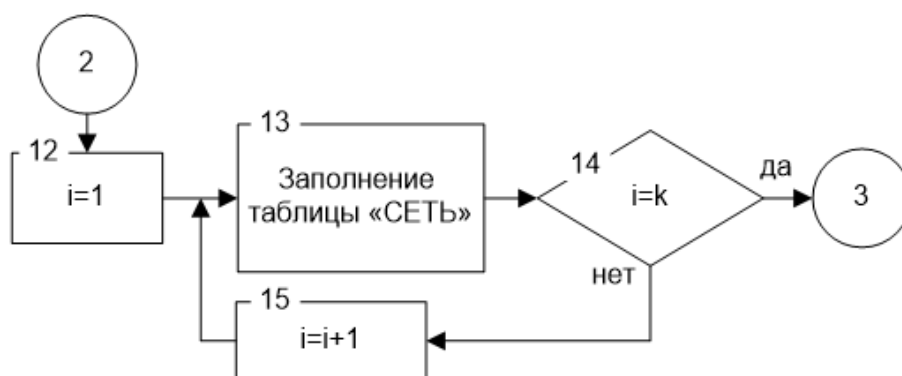 2
12
i=1
13
Заполнение
таблицы «СЕТЬ»
14
i=k
да
3
нет
15
i=i+1